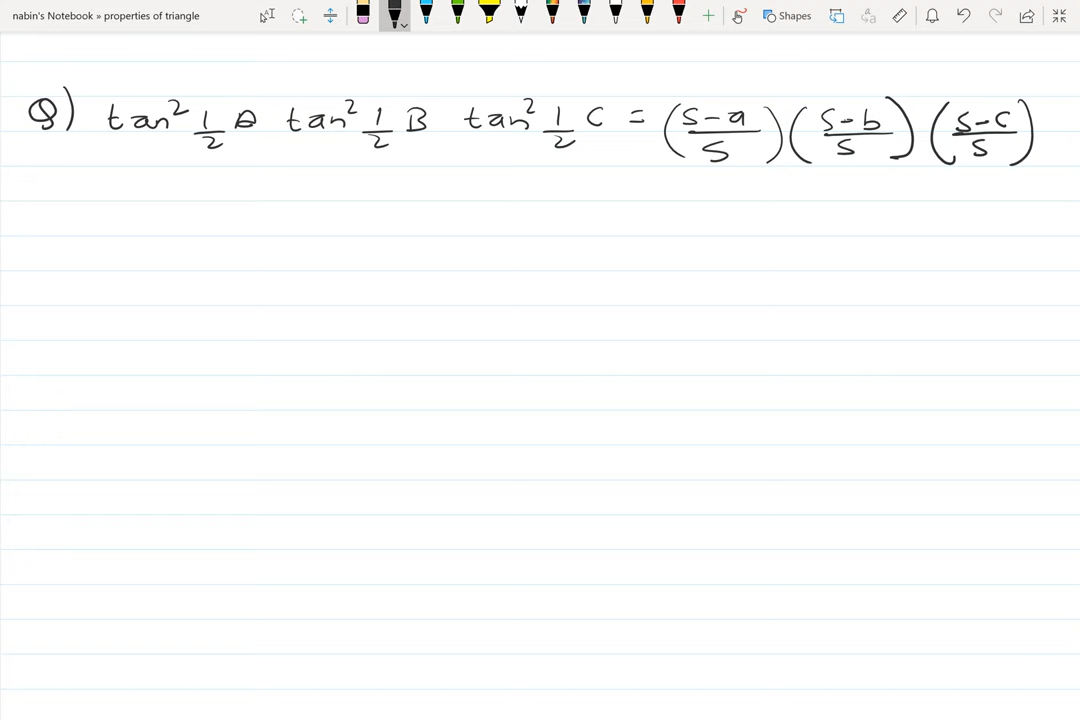 nabin's Notebook » properties of triangle Shapes
Q) tan² 1/2 A tan² 1/2 B tan² 1/2 C = (s-a/s)(s-b/s)(s-c/s)